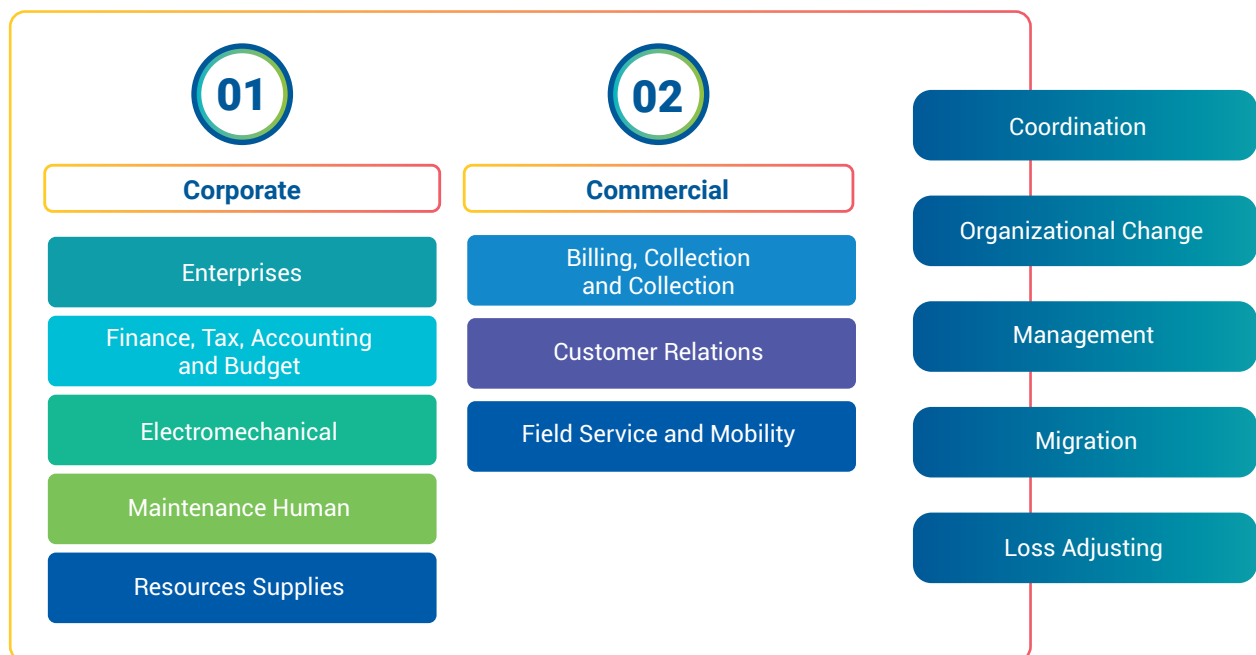 01
Corporate
Enterprises
Finance, Tax, Accounting
and Budget
Electromechanical
Maintenance Human
Resources Supplies
02
Commercial
Billing, Collection
and Collection
Customer Relations
Field Service and Mobility
Coordination
Organizational Change
Management
Migration
Loss Adjusting